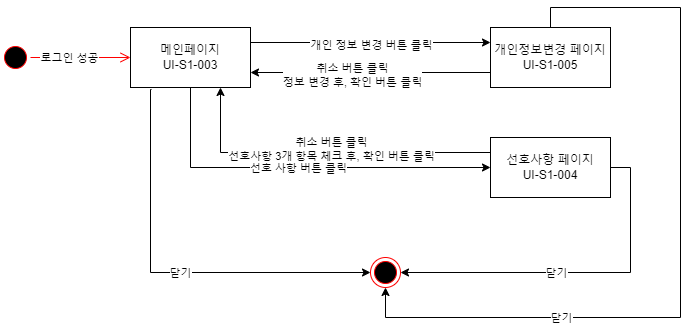 로그인 성공
메인페이지
UI-S1-003
개인 정보 변경 버튼 클릭
개인정보변경 페이지
UI-S1-005
취소 버튼 클릭
정보 변경 후, 확인 버튼 클릭
취소 버튼 클릭
선호사항 3개 항목 체크 후, 확인 버튼 클릭
선호 사항 버튼 클릭
선호사항 페이지
UI-S1-004
닫기
닫기
닫기